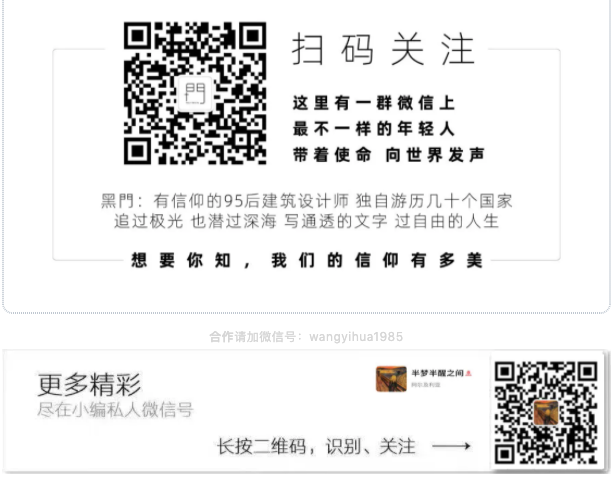 扫码关注
門
这里有一群微信上
最不一样的年轻人
带着使命 向世界发声
黑門：有信仰的95后建筑设计师 独自游历几十个国家
追过极光 也潜过深海 写通透的文字 过自由的人生
想要你知，我们的信仰有多美
合作请加微信号：wangyihua1985
更多精彩
尽在小编私人微信号
半梦半醒之间
长按二维码，识别、关注